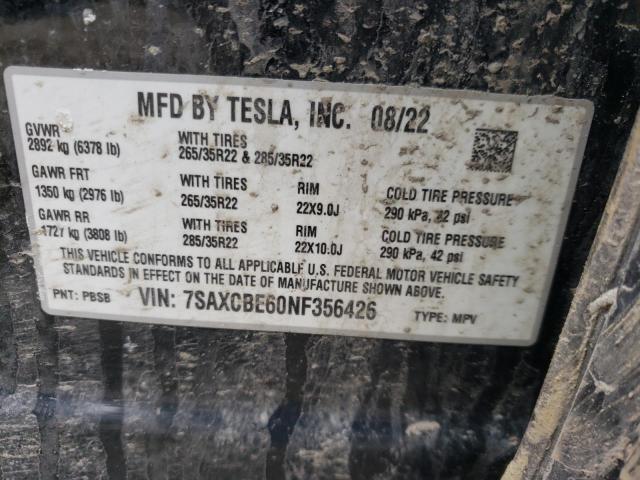 MFD BY TESLA, INC. 08/22
GVWR
2892 kg (6378 lb)
WITH TIRES
265/35R22 & 285/35R22
GAWR FRT
1350 kg (2976 lb)
WITH TIRES
265/35R22
RIM
22X9.0J
COLD TIRE PRESSURE
290 kPa, psi
GAWR RR
1727 kg (3808 lb)
WITH TIRES
285/35R22
RIM
22X10.0J
COLD TIRE PRESSURE
290 kPa, 42 psi
THIS VEHICLE CONFORMS TO ALL APPLICABLE U.S. FEDERAL MOTOR VEHICLE SAFETY
STANDARDS IN EFFECT ON THE DATE OF MANUFACTURE SHOWN ABOVE.
PNT: PBSB VIN: 7SAXCBE60NF356426 TYPE: MPV